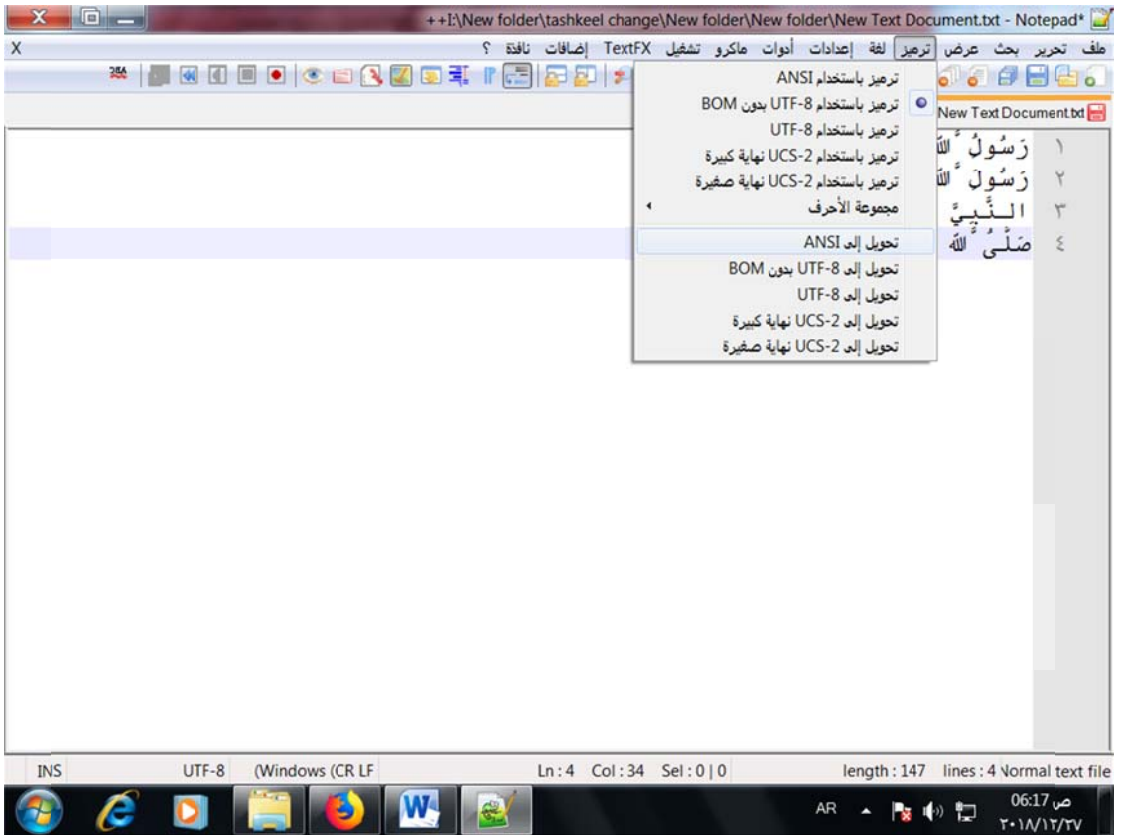 ++I:\New folder\tashkeel change\New folder\New folder\New Text Document.txt - Notepad*
ملف تحرير بحث عرض ترميز لغة إعدادات أدوات ماكرو تشغيل TextFX إضافات نافذة ؟ X
New Text Document.txt
ترميز باستخدام ANSI
ترميز باستخدام UTF-8 بدون BOM
ترميز باستخدام UTF-8
ترميز باستخدام UCS-2 نهاية كبيرة
ترميز باستخدام UCS-2 نهاية صغيرة
مجموعة الأحرف
تحويل إلى ANSI
تحويل إلى UTF-8 بدون BOM
تحويل إلى UTF-8
تحويل إلى UCS-2 نهاية كبيرة
تحويل إلى UCS-2 نهاية صغيرة
١ رَسُولُ ٱللَّه
٢ رَسُولَ ٱللَّه
٣ النَّبِيَّ
٤ صَلَّىُ ٱللَّه
INS UTF-8 (Windows (CR LF Ln : 4 Col : 34 Sel : 0 | 0 length : 147 lines : 4 Normal text file
AR 06:17 ص
٢٠١٨/١٢/٢٧